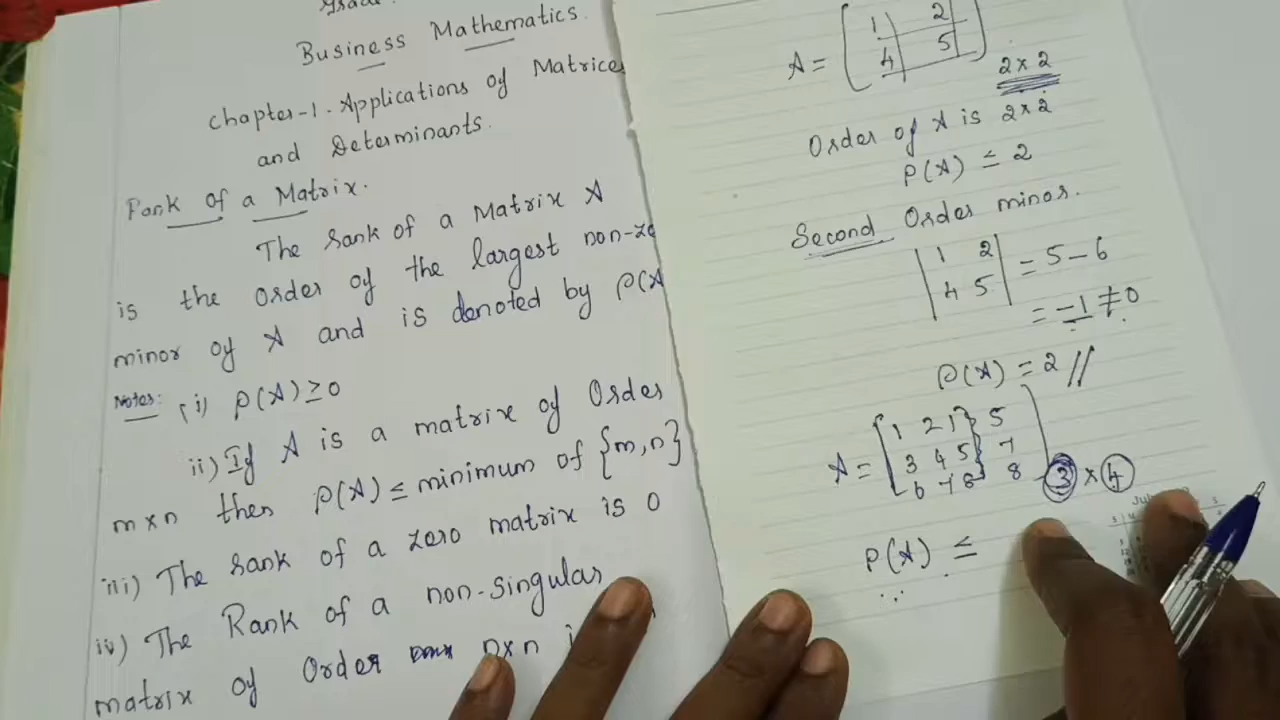 Business Mathematics.
Chapter-1. Applications of Matrice
and Determinants.
Rank of a Matrix.
The rank of a Matrix A
is the order of the largest non-ze
minor of A and is denoted by ρ(A
Notes: (i) ρ(A) ≥ 0
ii) If A is a matrix of Order
m×n then ρ(A) ≤ minimum of {m,n}
iii) The rank of a zero matrix is 0
iv) The Rank of a non-singular
matrix of Order n×n
A = ( 1 2
4 5 )
2×2
Order of A is 2×2
ρ(A) ≤ 2
Second Order minor.
| 1 2
4 5 | = 5 - 6
= -1 ≠ 0
ρ(A) = 2 //
A = [ 1 2 1 } 5
3 4 5 } 7
6 7 8 } 8 ) 3 × 4
ρ(A) ≤